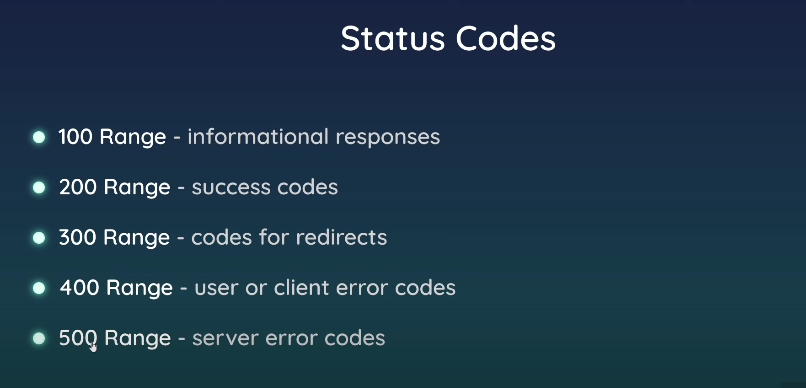 Status Codes
100 Range - informational responses
200 Range - success codes
300 Range - codes for redirects
400 Range - user or client error codes
500 Range - server error codes